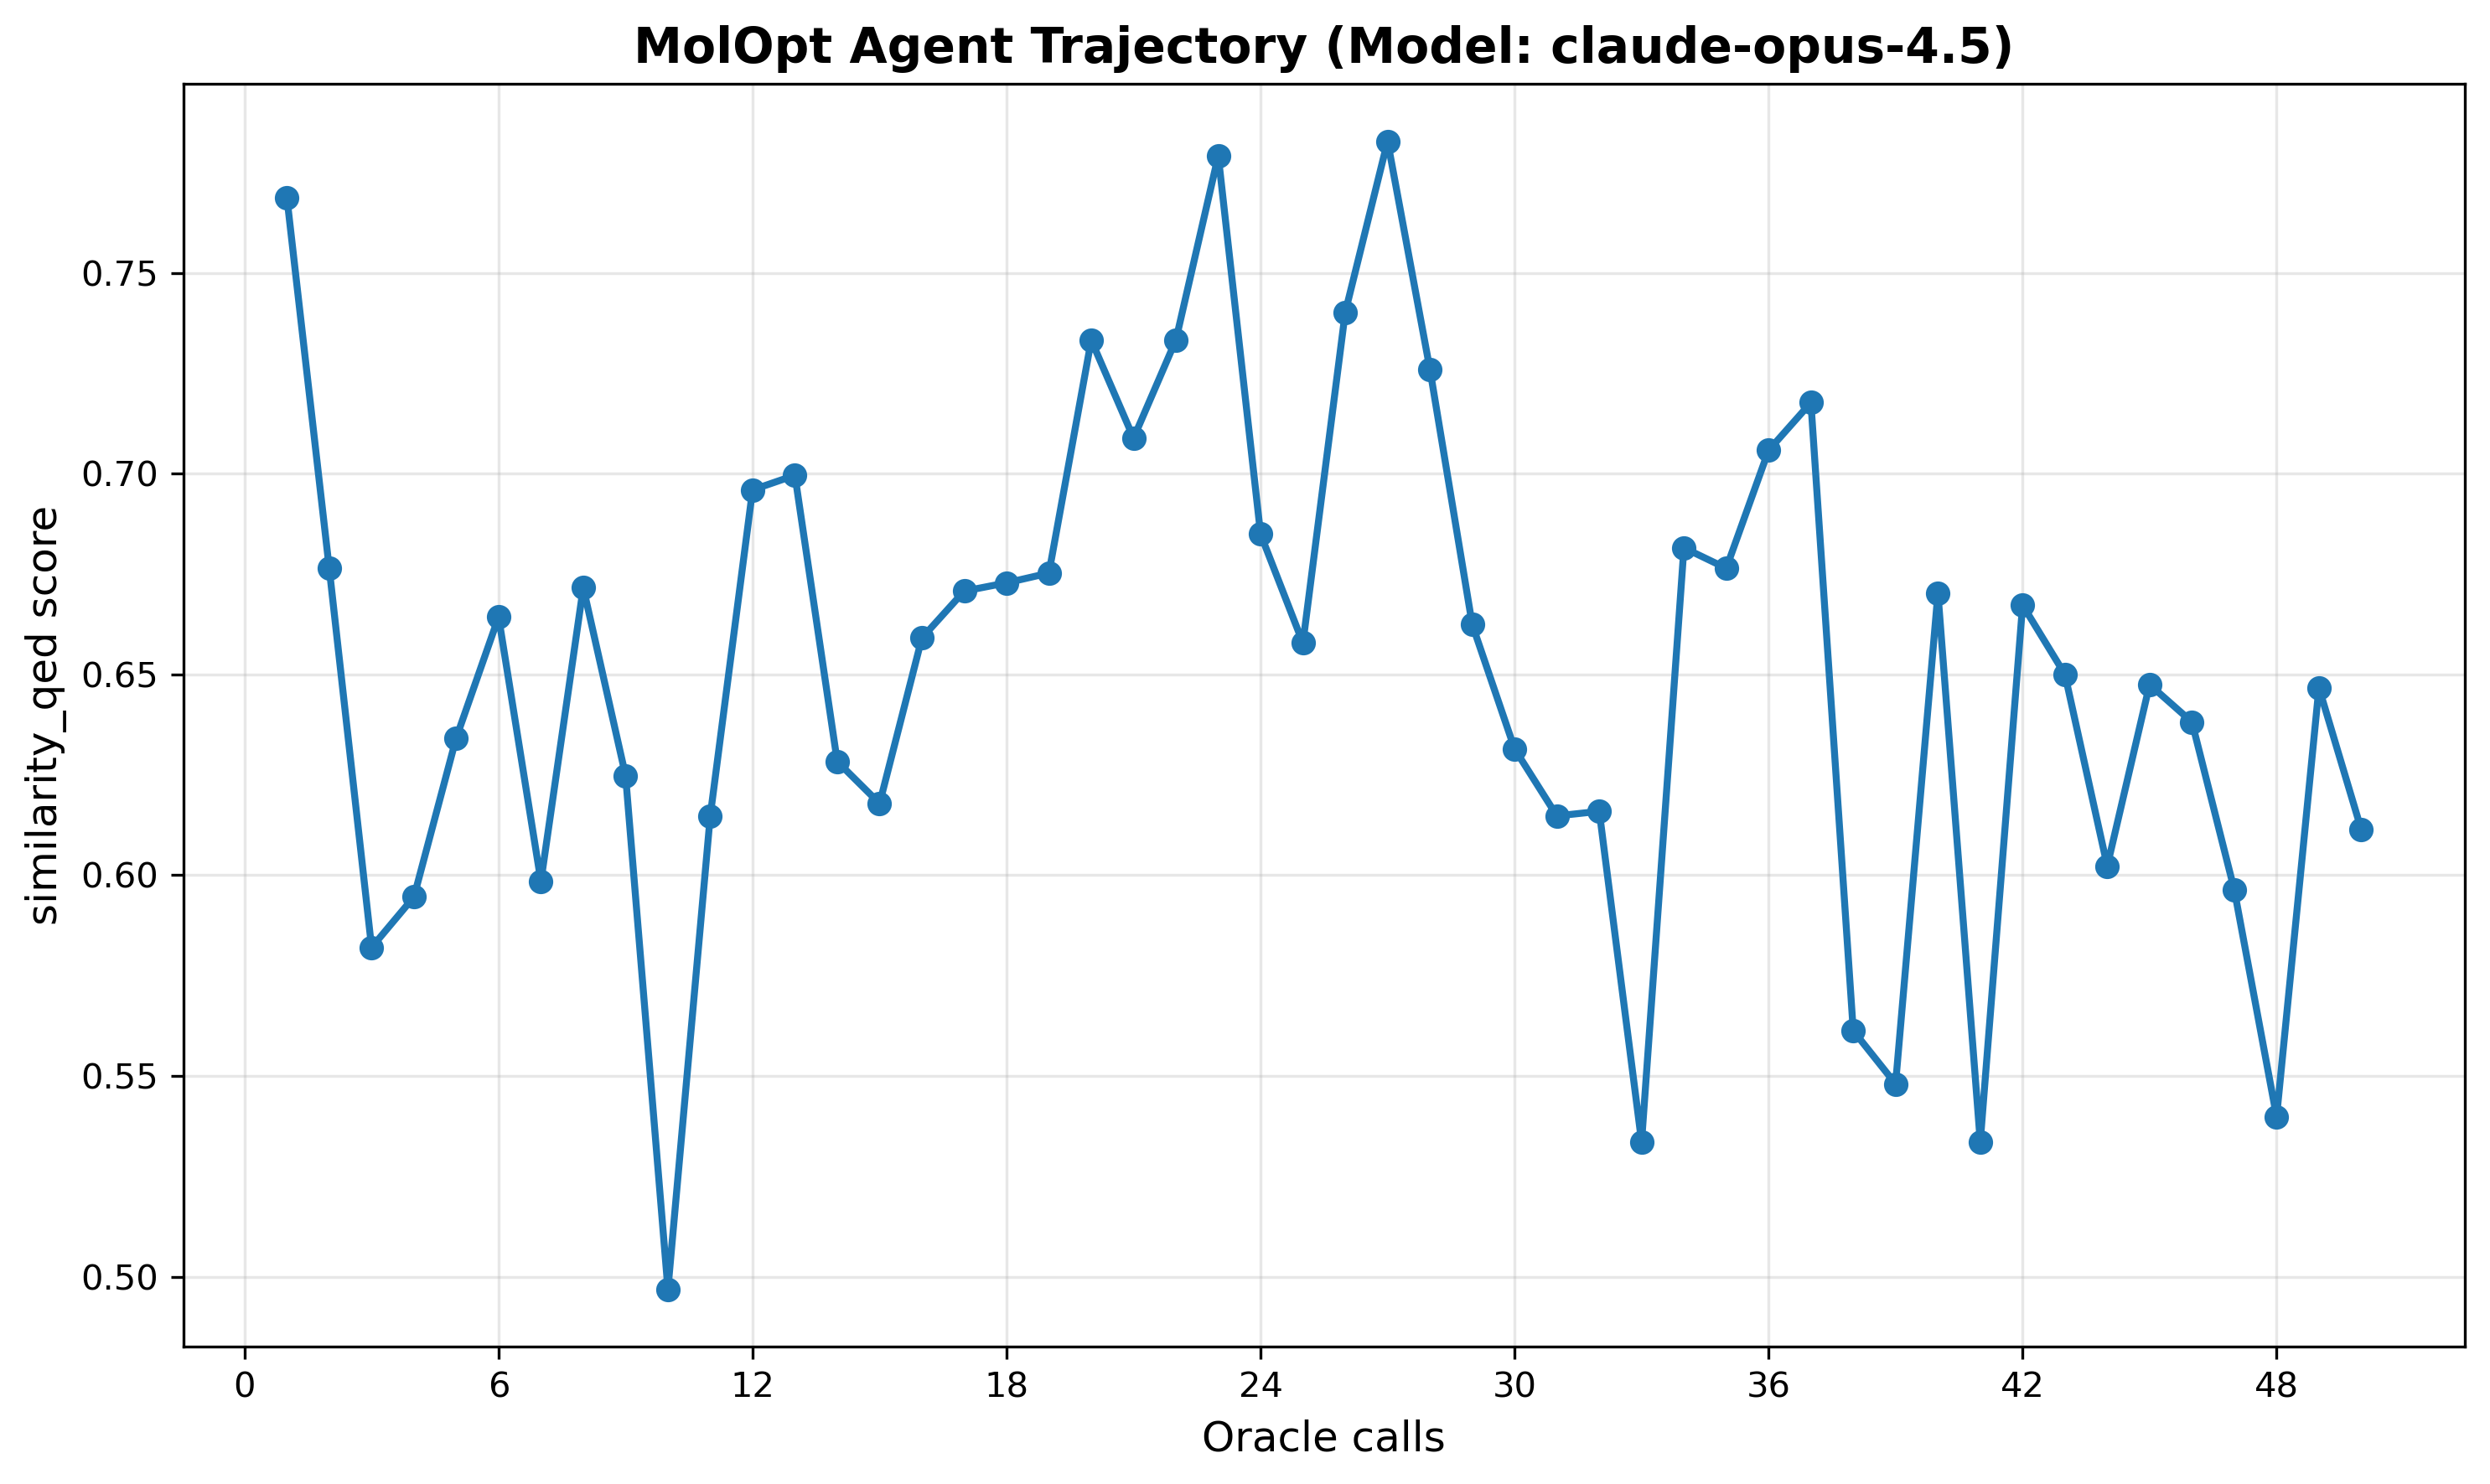 MolOpt Agent Trajectory (Model: claude-opus-4.5)
similarity_qed score
0.75
0.70
0.65
0.60
0.55
0.50
0 6 12 18 24 30 36 42 48
Oracle calls